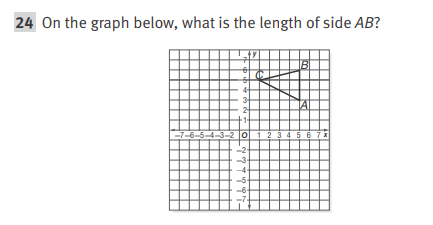 24 On the graph below, what is the length of side AB?
y
7
6 B
C
5
4
3 A
2
1
-7-6-5-4-3-2 O 1 2 3 4 5 6 7 x
-2
-3
-4
-5
-6
-7